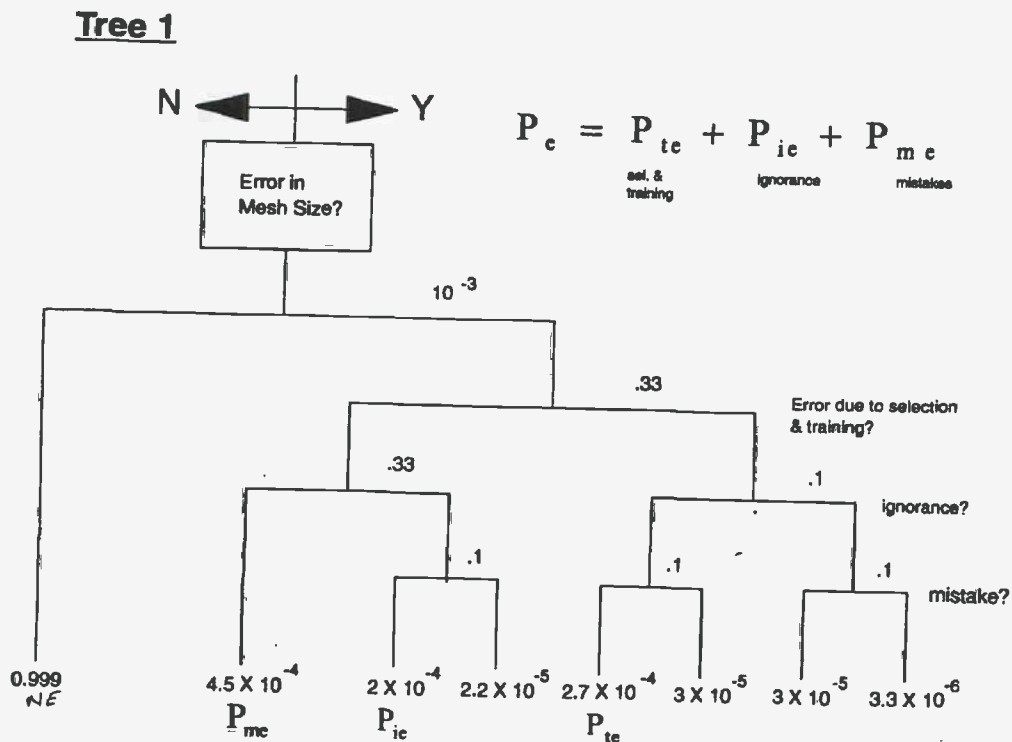 Tree 1
N Y
P_e = P_te + P_ie + P_me
sel. & training
ignorance
mistakes
Error in
Mesh Size?
10^-3
.33
Error due to selection
& training?
.33
.1
ignorance?
.1
.1
.1
mistake?
0.999
NE
4.5 X 10^-4
2 X 10^-4
2.2 X 10^-5
2.7 X 10^-4
3 X 10^-5
3 X 10^-5
3.3 X 10^-6
P_me
P_ie
P_te